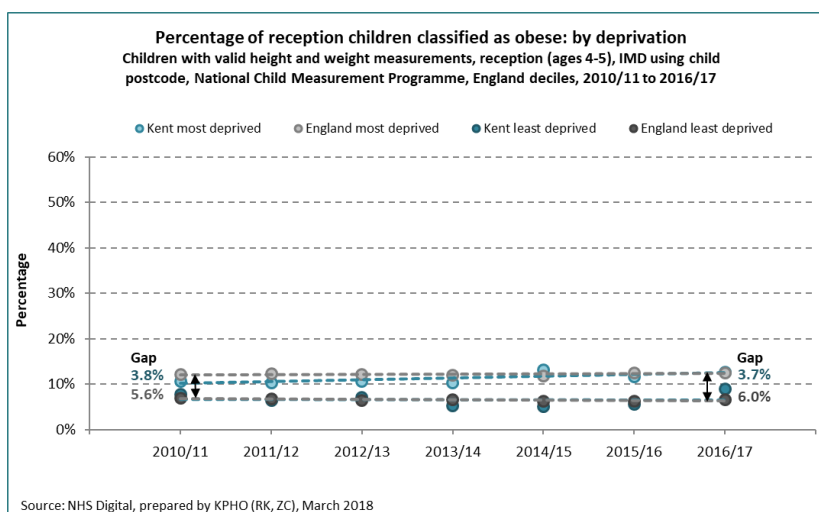 Percentage of reception children classified as obese: by deprivation
Children with valid height and weight measurements, reception (ages 4-5), IMD using child
postcode, National Child Measurement Programme, England deciles, 2010/11 to 2016/17
Kent most deprived England most deprived Kent least deprived England least deprived
60%
50%
40%
30%
20%
10%
0%
Percentage
Gap
3.8%
5.6%
Gap
3.7%
6.0%
2010/11 2011/12 2012/13 2013/14 2014/15 2015/16 2016/17
Source: NHS Digital, prepared by KPHO (RK, ZC), March 2018